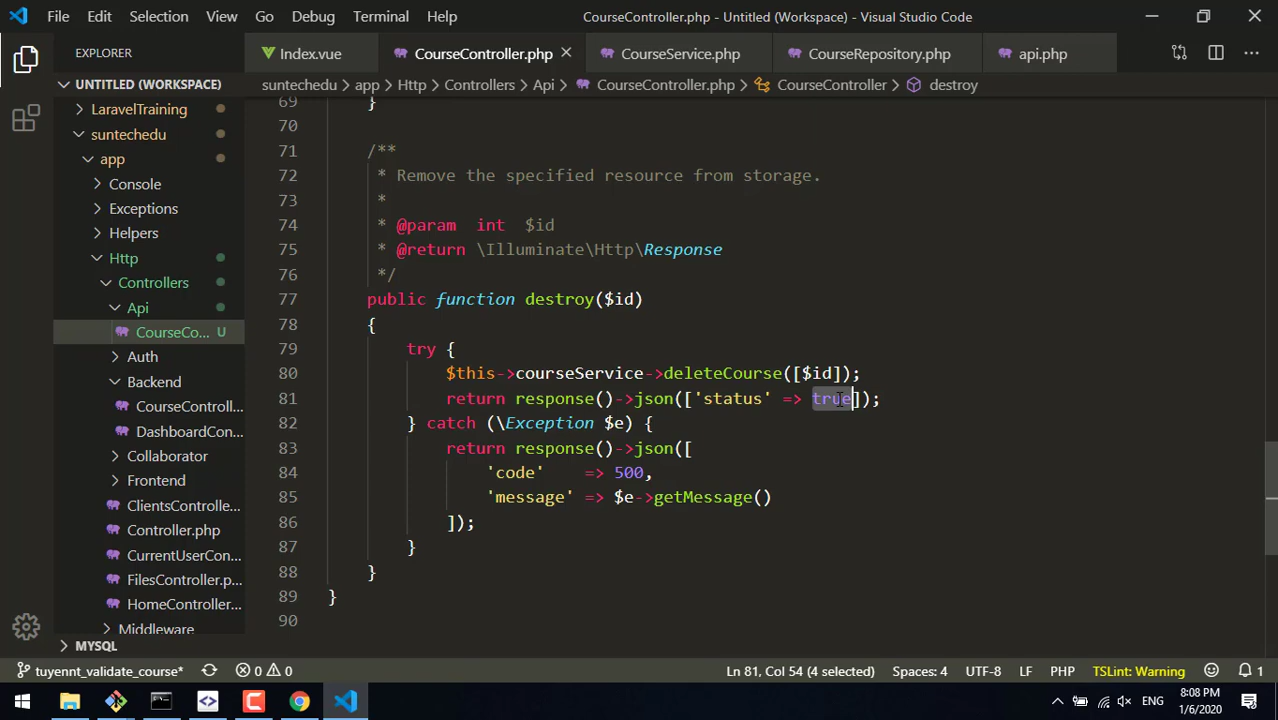 File Edit Selection View Go Debug Terminal Help CourseController.php - Untitled (Workspace) - Visual Studio Code
EXPLORER Index.vue CourseController.php CourseService.php CourseRepository.php api.php
UNTITLED (WORKSPACE) suntechedu > app > Http > Controllers > Api > CourseController.php > CourseController > destroy
LaravelTraining
suntechedu
app
Console
Exceptions
Helpers
Http
Controllers
Api
CourseCo... U
Auth
Backend
CourseControll...
DashboardCon...
Collaborator
Frontend
ClientsControlle...
Controller.php
CurrentUserCon...
FilesController.p...
HomeController...
Middleware
MYSQL
69 }
70
71 /**
72 * Remove the specified resource from storage.
73 *
74 * @param int $id
75 * @return \Illuminate\Http\Response
76 */
77 public function destroy($id)
78 {
79 try {
80 $this->courseService->deleteCourse([$id]);
81 return response()->json(['status' => true]);
82 } catch (\Exception $e) {
83 return response()->json([
84 'code' => 500,
85 'message' => $e->getMessage()
86 ]);
87 }
88 }
89 }
90
tuyennt_validate_course* 0 0 Ln 81, Col 54 (4 selected) Spaces: 4 UTF-8 LF PHP TSLint: Warning 1
ENG 8:08 PM
1/6/2020